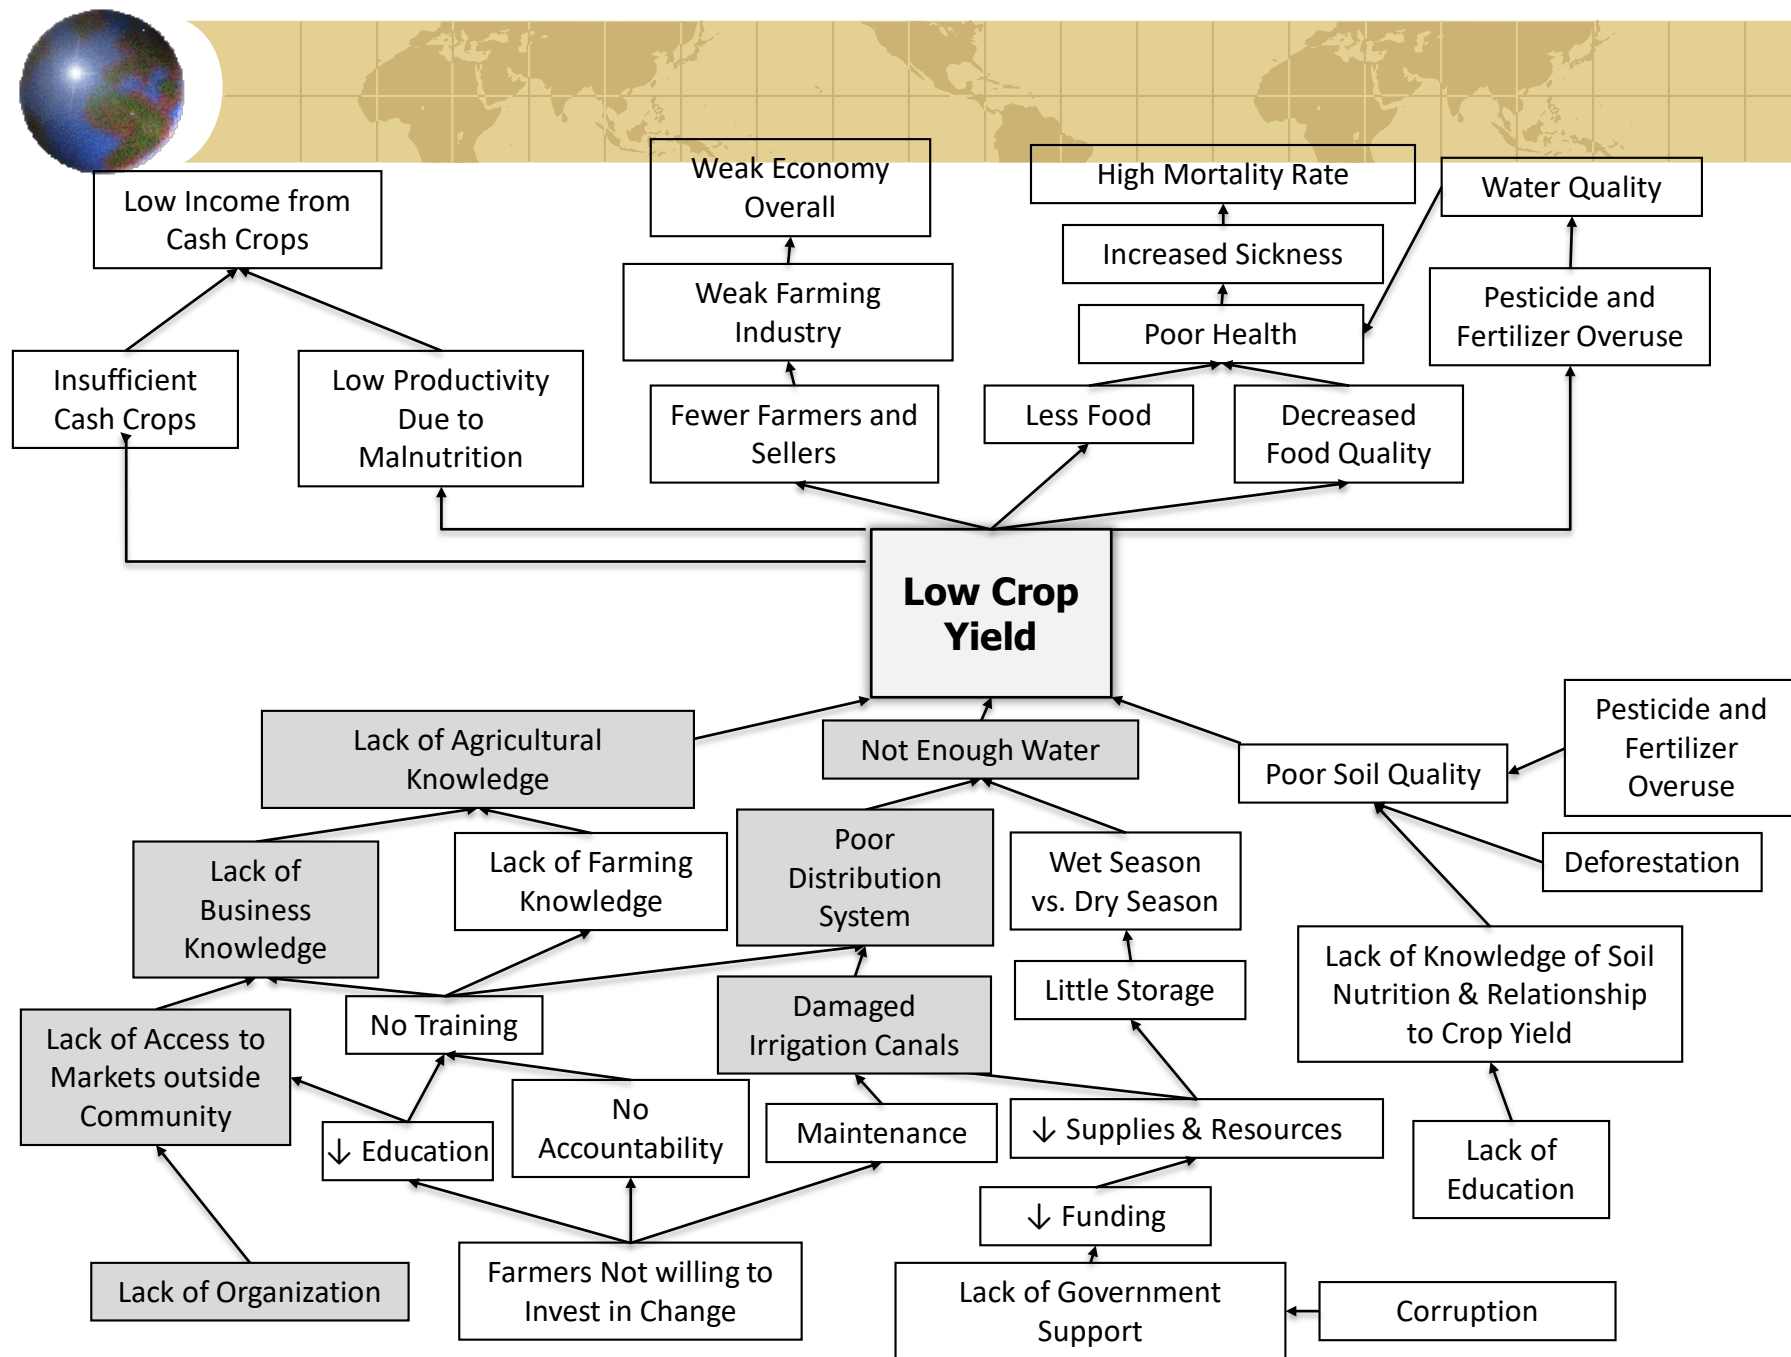 Weak Economy
Overall
High Mortality Rate
Water Quality
Low Income from
Cash Crops
Increased Sickness
Weak Farming
Industry
Pesticide and
Fertilizer Overuse
Poor Health
Insufficient
Cash Crops
Low Productivity
Due to
Malnutrition
Fewer Farmers and
Sellers
Less Food
Decreased
Food Quality
Low Crop
Yield
Lack of Agricultural
Knowledge
Not Enough Water
Poor Soil Quality
Pesticide and
Fertilizer
Overuse
Lack of
Business
Knowledge
Lack of Farming
Knowledge
Poor
Distribution
System
Wet Season
vs. Dry Season
Deforestation
Lack of Knowledge of Soil
Nutrition & Relationship
to Crop Yield
Little Storage
No Training
Damaged
Irrigation Canals
Lack of Access to
Markets outside
Community
↓ Education
No
Accountability
Maintenance
↓ Supplies & Resources
Lack of
Education
↓ Funding
Lack of Organization
Farmers Not willing to
Invest in Change
Lack of Government
Support
Corruption